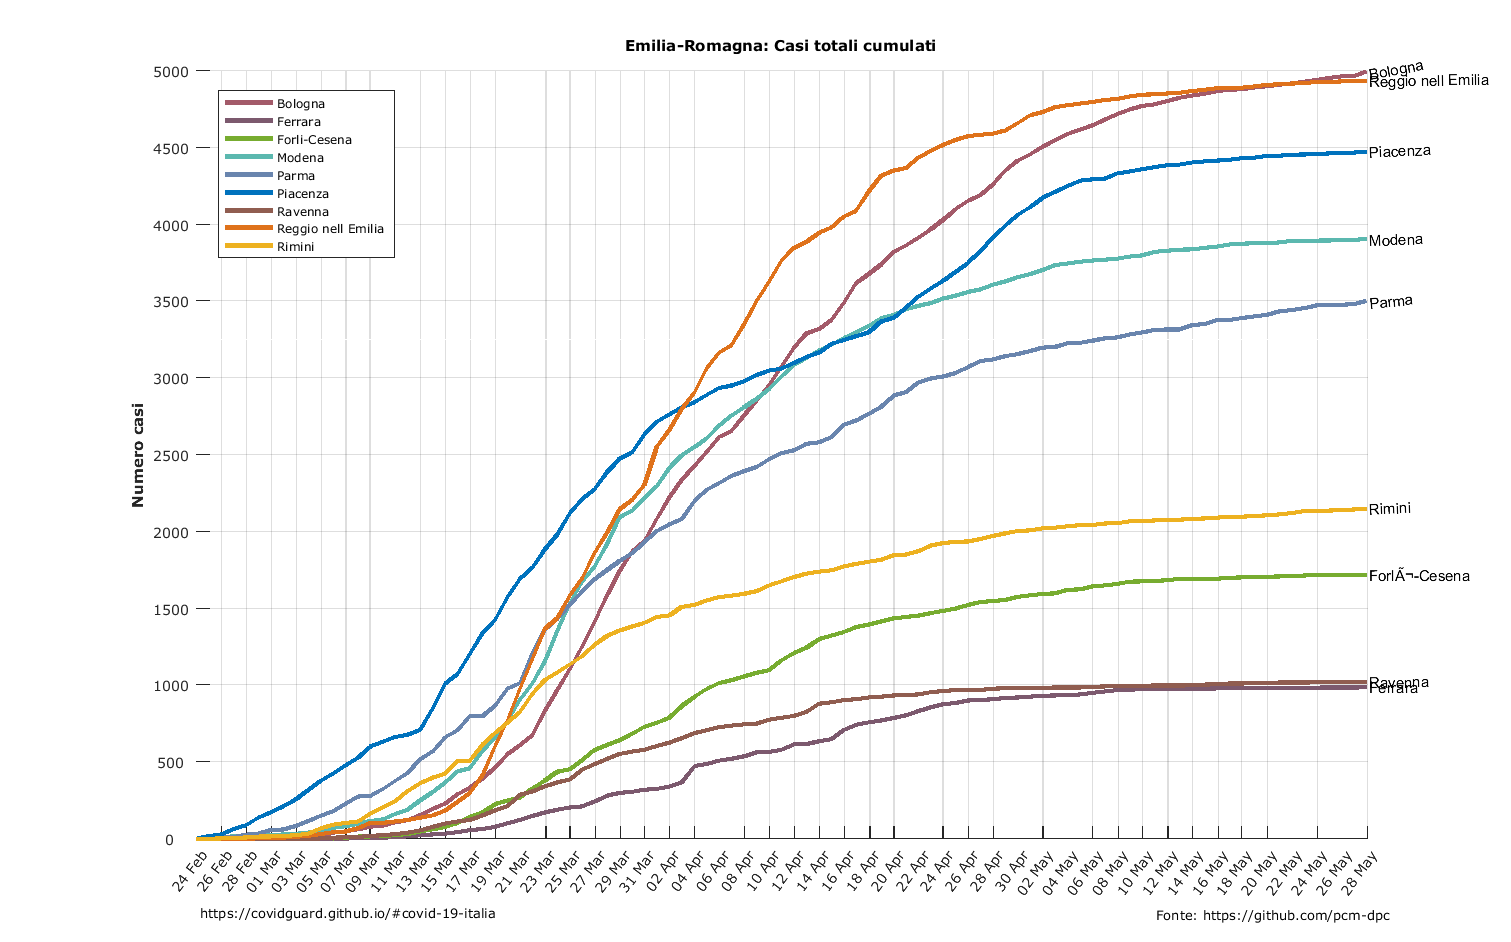 Emilia-Romagna: Casi totali cumulati
Numero casi
5000
4500
4000
3500
3000
2500
2000
1500
1000
500
0
Bologna
Ferrara
Forli-Cesena
Modena
Parma
Piacenza
Ravenna
Reggio nell Emilia
Rimini
Bologna
Reggio nell Emilia
Piacenza
Modena
Parma
Rimini
ForlÃ¬-Cesena
Ravenna
Ferrara
24 Feb
26 Feb
28 Feb
01 Mar
03 Mar
05 Mar
07 Mar
09 Mar
11 Mar
13 Mar
15 Mar
17 Mar
19 Mar
21 Mar
23 Mar
25 Mar
27 Mar
29 Mar
31 Mar
02 Apr
04 Apr
06 Apr
08 Apr
10 Apr
12 Apr
14 Apr
16 Apr
18 Apr
20 Apr
22 Apr
24 Apr
26 Apr
28 Apr
30 Apr
02 May
04 May
06 May
08 May
10 May
12 May
14 May
16 May
18 May
20 May
22 May
24 May
26 May
28 May
https://covidguard.github.io/#covid-19-italia
Fonte: https://github.com/pcm-dpc